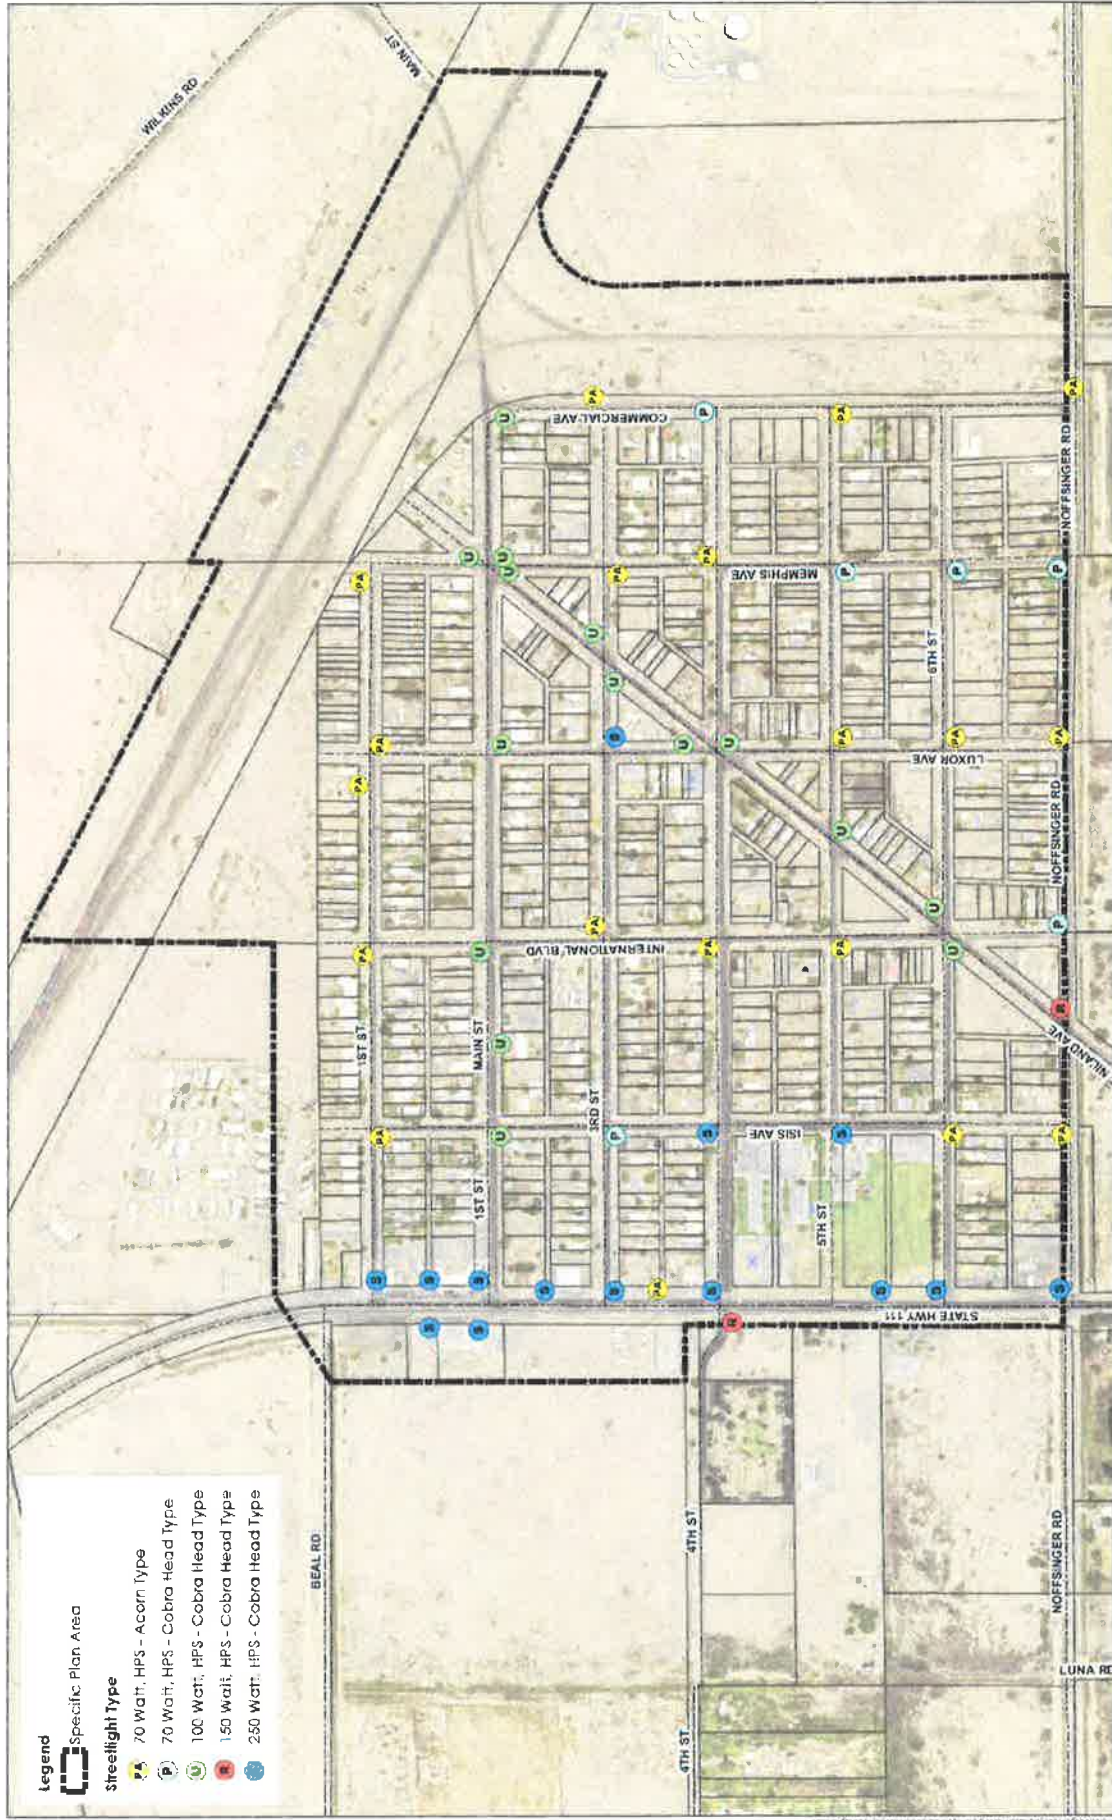 Legend
Specific Plan Area
Streetlight Type
PA 70 Watt, HPS - Acorn Type
P 70 Watt, HPS - Cobra Head Type
U 100 Watt, HPS - Cobra Head Type
R 150 Watt, HPS - Cobra Head Type
250 Watt, HPS - Cobra Head Type
WILKINS RD
MAIN ST
COMMERCIAL AVE
MEMPHIS AVE
NOFFSINGER RD
6TH ST
LUXOR AVE
NOFFSINGER RD
INTERNATIONAL BLVD
1ST ST
MAIN ST
3RD ST
ISIS AVE
NILAND AVE
1ST ST
5TH ST
STATE HWY 111
BEAL RD
4TH ST
NOFFSINGER RD
4TH ST
LUNA RD